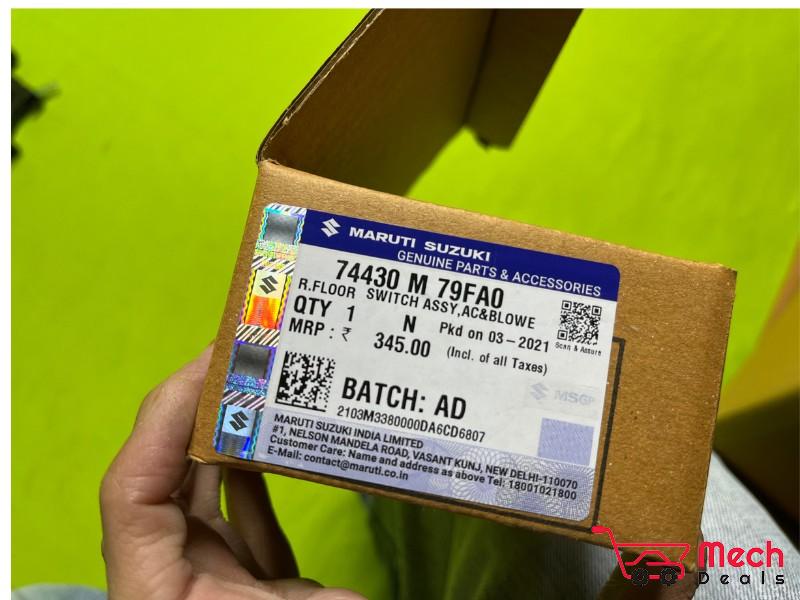 MARUTI SUZUKI
GENUINE PARTS & ACCESSORIES
74430 M 79FA0
R.FLOOR SWITCH ASSY,AC&BLOWE
QTY 1 N Pkd on 03-2021
Scan & Assure
MRP : ₹ 345.00 (Incl. of all Taxes)
MSGP
BATCH: AD
2103M3380000DA6CD6807
MARUTI SUZUKI INDIA LIMITED
#1, NELSON MANDELA ROAD, VASANT KUNJ, NEW DELHI-110070
Customer Care: Name and address as above Tel: 18001021800
E-Mail: contact@maruti.co.in
Mech
Deals